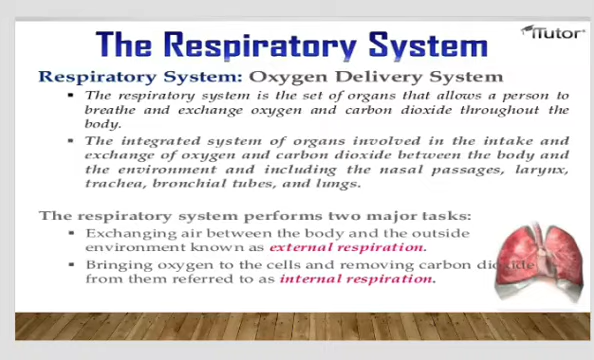 iTutor
The Respiratory System
Respiratory System: Oxygen Delivery System
▪ The respiratory system is the set of organs that allows a person to
breathe and exchange oxygen and carbon dioxide throughout the
body.
▪ The integrated system of organs involved in the intake and
exchange of oxygen and carbon dioxide between the body and
the environment and including the nasal passages, larynx,
trachea, bronchial tubes, and lungs.
The respiratory system performs two major tasks:
▪ Exchanging air between the body and the outside
environment known as external respiration.
▪ Bringing oxygen to the cells and removing carbon dioxide
from them referred to as internal respiration.